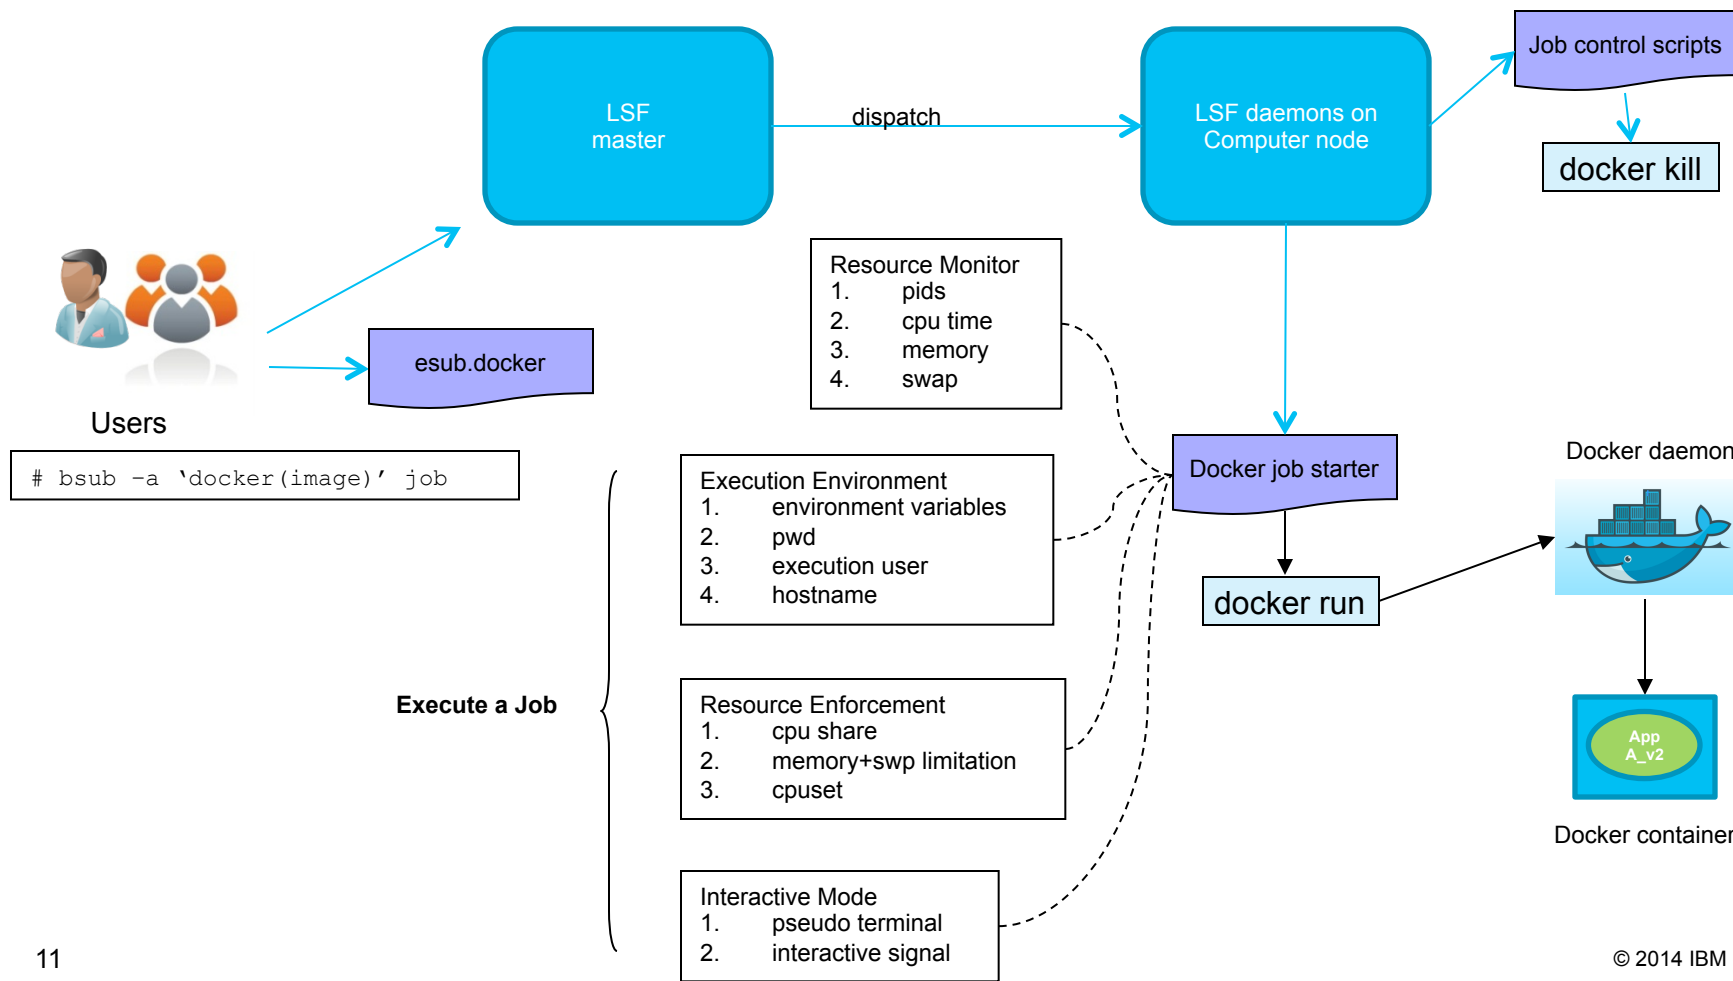 LSF
master
dispatch
LSF daemons on
Computer node
Job control scripts
docker kill
Resource Monitor
1. pids
2. cpu time
3. memory
4. swap
esub.docker
Users
# bsub –a ‘docker(image)’ job
Execution Environment
1. environment variables
2. pwd
3. execution user
4. hostname
Docker job starter
Docker daemon
docker run
Execute a Job
Resource Enforcement
1. cpu share
2. memory+swp limitation
3. cpuset
App
A_v2
Docker container
Interactive Mode
1. pseudo terminal
2. interactive signal
11
© 2014 IBM